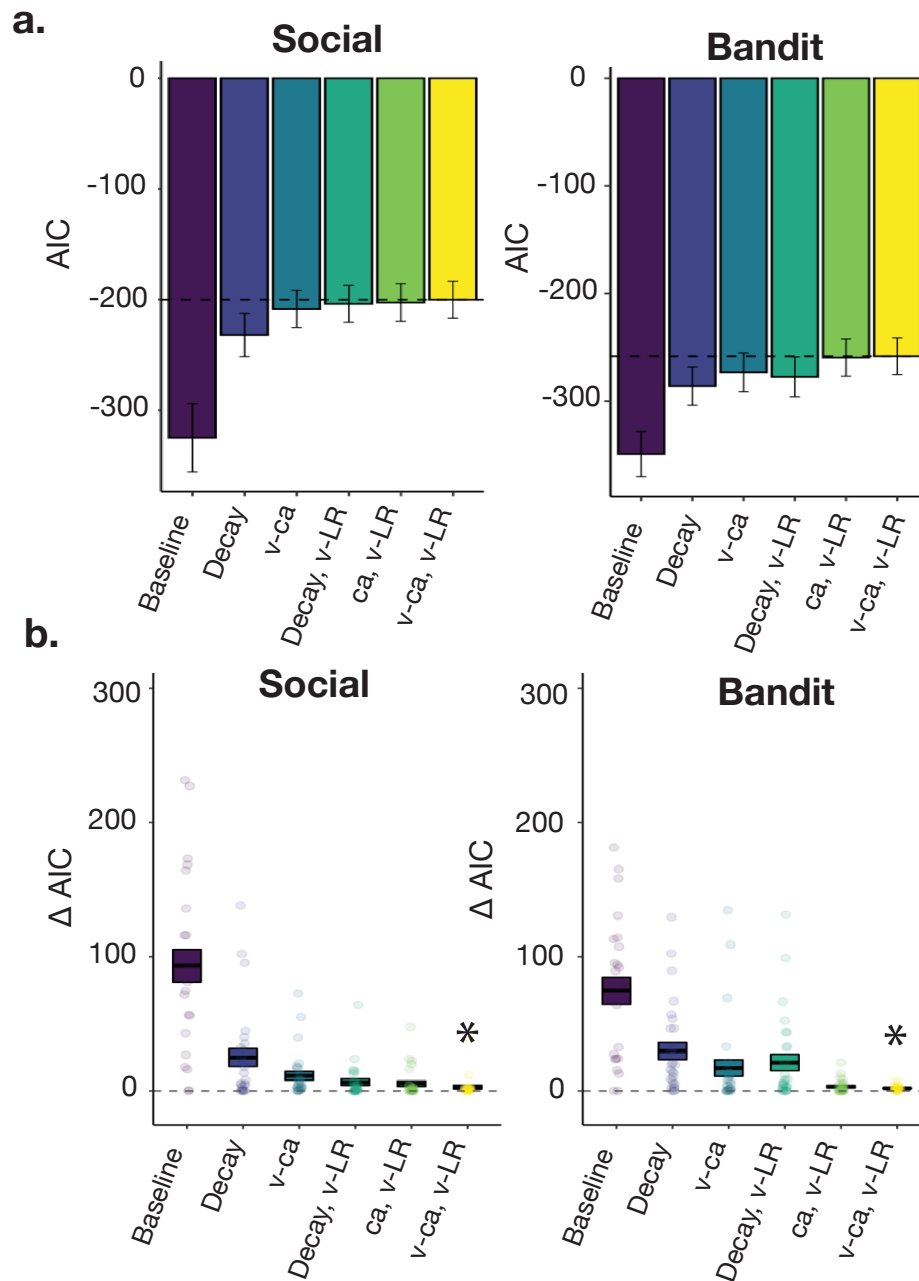 a.
Social
Bandit
AIC
0
-100
-200
-300
Baseline
Decay
v-ca
Decay, v-LR
ca, v-LR
v-ca, v-LR
AIC
0
-100
-200
-300
Baseline
Decay
v-ca
Decay, v-LR
ca, v-LR
v-ca, v-LR
b.
Social
Bandit
Δ AIC
300
200
100
0
*
Baseline
Decay
v-ca
Decay, v-LR
ca, v-LR
v-ca, v-LR
Δ AIC
300
200
100
0
*
Baseline
Decay
v-ca
Decay, v-LR
ca, v-LR
v-ca, v-LR